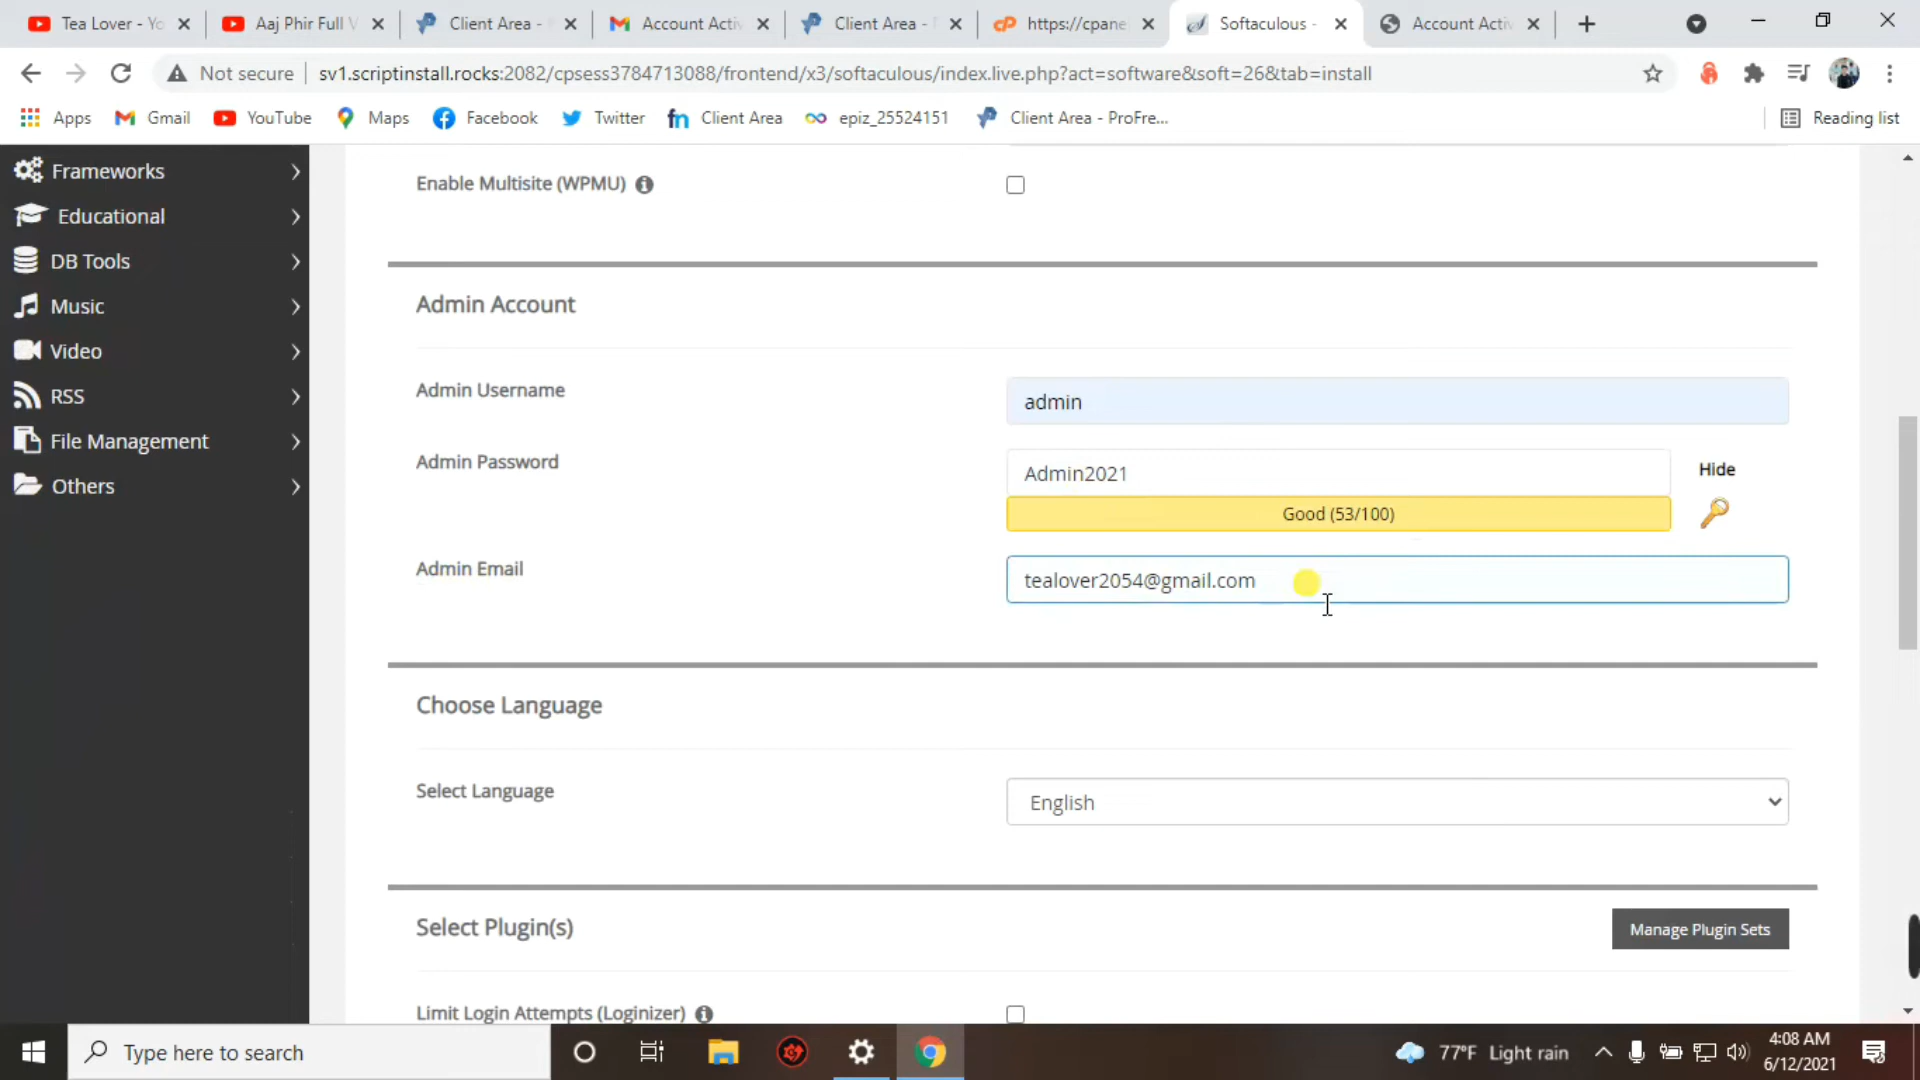 Tea Lover - Yo
Aaj Phir Full V
Client Area -
Account Activ
Client Area -
https://cpane
Softaculous -
Account Activ
Not secure
sv1.scriptinstall.rocks:2082/cpsess3784713088/frontend/x3/softaculous/index.live.php?act=software&soft=26&tab=install
Apps
Gmail
YouTube
Maps
Facebook
Twitter
Client Area
epiz_25524151
Client Area - ProFre...
Reading list
Frameworks
Educational
DB Tools
Music
Video
RSS
File Management
Others
Enable Multisite (WPMU)
Admin Account
Admin Username
admin
Admin Password
Admin2021
Hide
Good (53/100)
Admin Email
tealover2054@gmail.com
Choose Language
Select Language
English
Select Plugin(s)
Manage Plugin Sets
Limit Login Attempts (Loginizer)
Type here to search
77°F Light rain
4:08 AM
6/12/2021